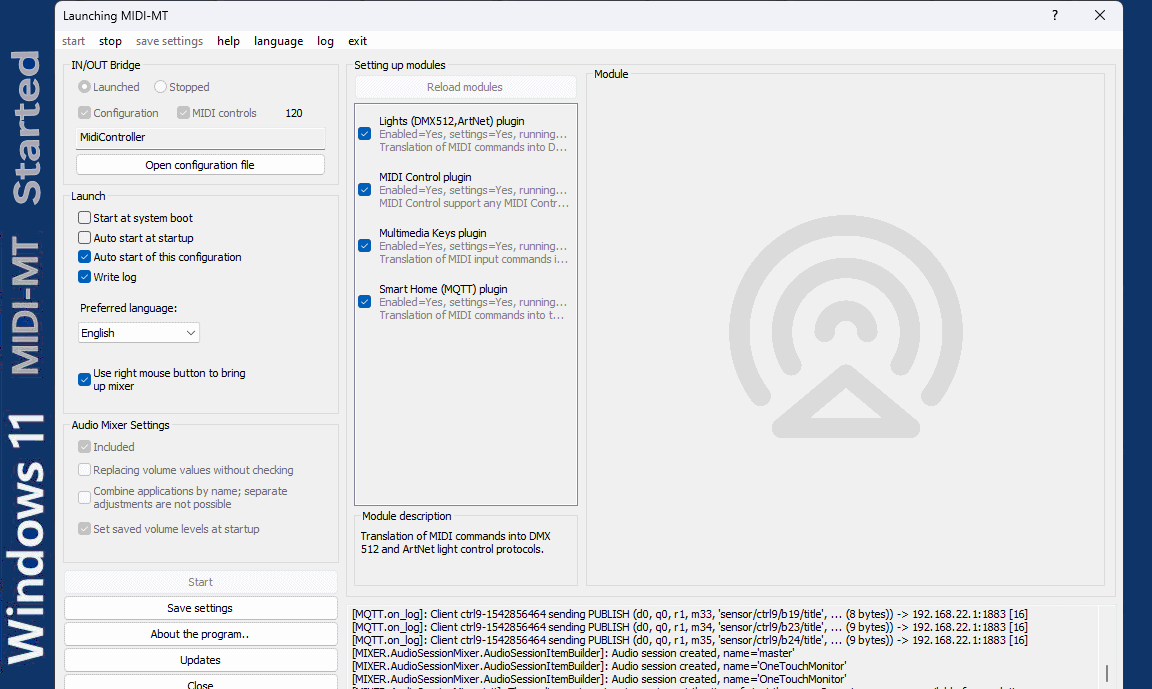 Windows 11 MIDI-MT Started
Launching MIDI-MT
?
start stop save settings help language log exit
IN/OUT Bridge
Launched Stopped
Configuration MIDI controls 120
MidiController
Open configuration file
Launch
Start at system boot
Auto start at startup
Auto start of this configuration
Write log
Preferred language:
English
Use right mouse button to bring
up mixer
Audio Mixer Settings
Included
Replacing volume values without checking
Combine applications by name; separate
adjustments are not possible
Set saved volume levels at startup
Start
Save settings
About the program..
Updates
Close
Setting up modules
Reload modules
Lights (DMX512,ArtNet) plugin
Enabled=Yes, settings=Yes, running...
Translation of MIDI commands into D...
MIDI Control plugin
Enabled=Yes, settings=Yes, running...
MIDI Control support any MIDI Contr...
Multimedia Keys plugin
Enabled=Yes, settings=Yes, running...
Translation of MIDI input commands i...
Smart Home (MQTT) plugin
Enabled=Yes, settings=Yes, running...
Translation of MIDI commands into t...
Module description
Translation of MIDI commands into DMX
512 and ArtNet light control protocols.
Module
[MQTT.on_log]: Client ctrl9-1542856464 sending PUBLISH (d0, q0, r1, m33, 'sensor/ctrl9/b19/title', ... (8 bytes)) -> 192.168.22.1:1883 [16]
[MQTT.on_log]: Client ctrl9-1542856464 sending PUBLISH (d0, q0, r1, m34, 'sensor/ctrl9/b23/title', ... (9 bytes)) -> 192.168.22.1:1883 [16]
[MQTT.on_log]: Client ctrl9-1542856464 sending PUBLISH (d0, q0, r1, m35, 'sensor/ctrl9/b24/title', ... (9 bytes)) -> 192.168.22.1:1883 [16]
[MIXER.AudioSessionMixer.AudioSessionItemBuilder]: Audio session created, name='master'
[MIXER.AudioSessionMixer.AudioSessionItemBuilder]: Audio session created, name='OneTouchMonitor'
[MIXER.AudioSessionMixer.AudioSessionItemBuilder]: Audio session created, name='OneTouchMonitor'